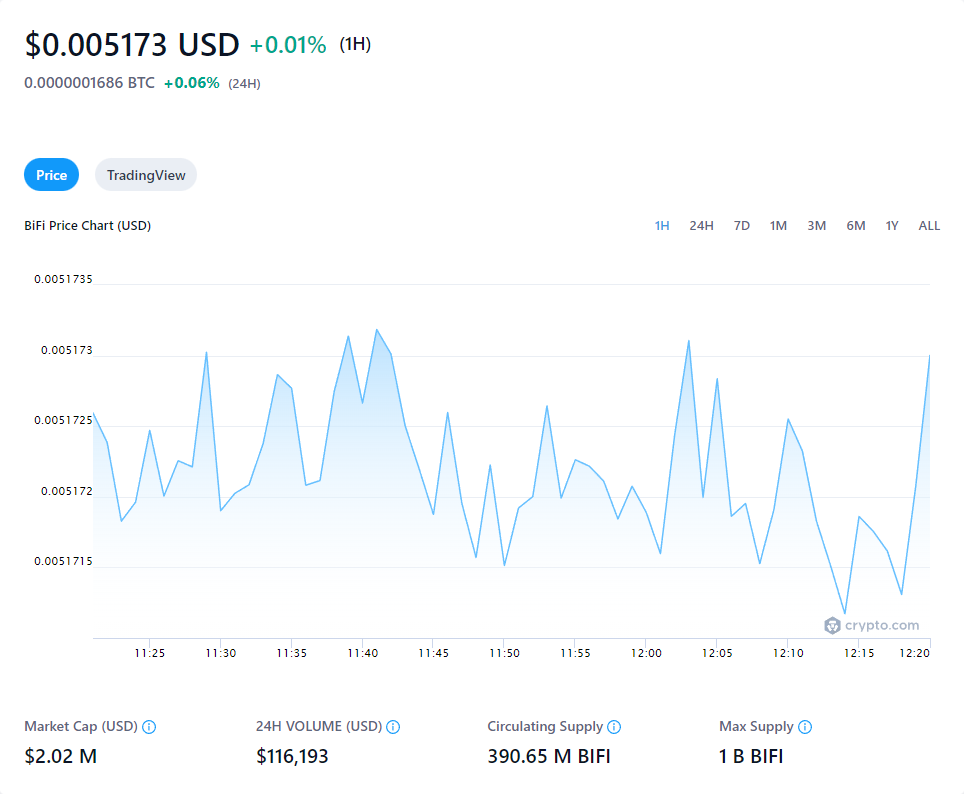 $0.005173 USD +0.01% (1H)
0.0000001686 BTC +0.06% (24H)
Price TradingView
BiFi Price Chart (USD) 1H 24H 7D 1M 3M 6M 1Y ALL
0.0051735
0.005173
0.0051725
0.005172
0.0051715
crypto.com
11:25 11:30 11:35 11:40 11:45 11:50 11:55 12:00 12:05 12:10 12:15 12:20
Market Cap (USD) 24H VOLUME (USD) Circulating Supply Max Supply
$2.02 M $116,193 390.65 M BIFI 1 B BIFI